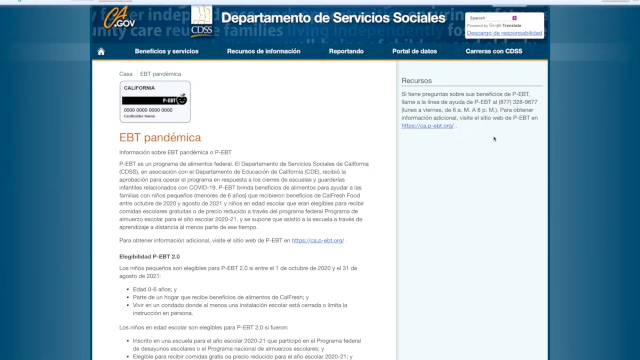 CA
.GOV
CDSS
Departamento de Servicios Sociales
Spanish
Powered by Google Translate
Descargo de responsabilidad
Beneficios y servicios
Recursos de información
Reportando
Portal de datos
Carreras con CDSS
Casa
EBT pandémica
CALIFORNIA
P-EBT
0000 0000 0000 0000
Cardholder Name
EBT pandémica
Información sobre EBT pandémica o P-EBT
P-EBT es un programa de alimentos federal. El Departamento de Servicios Sociales de California
(CDSS), en asociación con el Departamento de Educación de California (CDE), recibió la
aprobación para operar el programa en respuesta a los cierres de escuelas y guarderías
infantiles relacionados con COVID-19. P-EBT brinda beneficios de alimentos para ayudar a las
familias con niños pequeños (menores de 6 años) que recibieron beneficios de CalFresh Food
entre octubre de 2020 y agosto de 2021 y niños en edad escolar que eran elegibles para recibir
comidas escolares gratuitas o de precio reducido a través del programa federal Programa de
almuerzo escolar para el año escolar 2020-21, y se supone que asistió a la escuela a través de
aprendizaje a distancia al menos parte de ese tiempo.
Para obtener información adicional, visite el sitio web de P-EBT en https://ca.p-ebt.org/ .
Elegibilidad P-EBT 2.0
Los niños pequeños son elegibles para P-EBT 2.0 si entre el 1 de octubre de 2020 y el 31 de
agosto de 2021:
• Edad 0-6 años; y
• Parte de un hogar que recibe beneficios de alimentos de CalFresh; y
• Vivir en un condado donde al menos una instalación escolar está cerrada o limita la
instrucción en persona.
Los niños en edad escolar son elegibles para P-EBT 2.0 si fueron:
• Inscrito en una escuela para el año escolar 2020-21 que participó en el Programa federal
de desayunos escolares o el Programa nacional de almuerzos escolares; y
• Elegible para recibir comidas gratis o precio reducido para el año escolar 2020-21; y
Recursos
Si tiene preguntas sobre sus beneficios de P-EBT,
llame a la línea de ayuda de P-EBT al (877) 328-9677
(lunes a viernes, de 6 a. M. A 8 p. M.). Para obtener
información adicional, visite el sitio web de P-EBT en
https://ca.p-ebt.org/ .